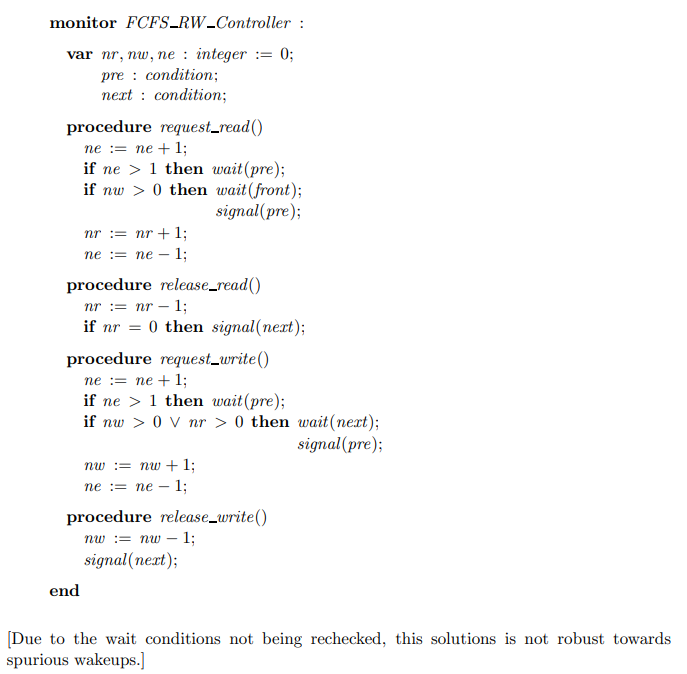 monitor FCFS_RW_Controller :
var nr, nw, ne : integer := 0;
pre : condition;
next : condition;
procedure request_read()
ne := ne + 1;
if ne > 1 then wait(pre);
if nw > 0 then wait(front);
signal(pre);
nr := nr + 1;
ne := ne − 1;
procedure release_read()
nr := nr − 1;
if nr = 0 then signal(next);
procedure request_write()
ne := ne + 1;
if ne > 1 then wait(pre);
if nw > 0 ∨ nr > 0 then wait(next);
signal(pre);
nw := nw + 1;
ne := ne − 1;
procedure release_write()
nw := nw − 1;
signal(next);
end
[Due to the wait conditions not being rechecked, this solutions is not robust towards
spurious wakeups.]